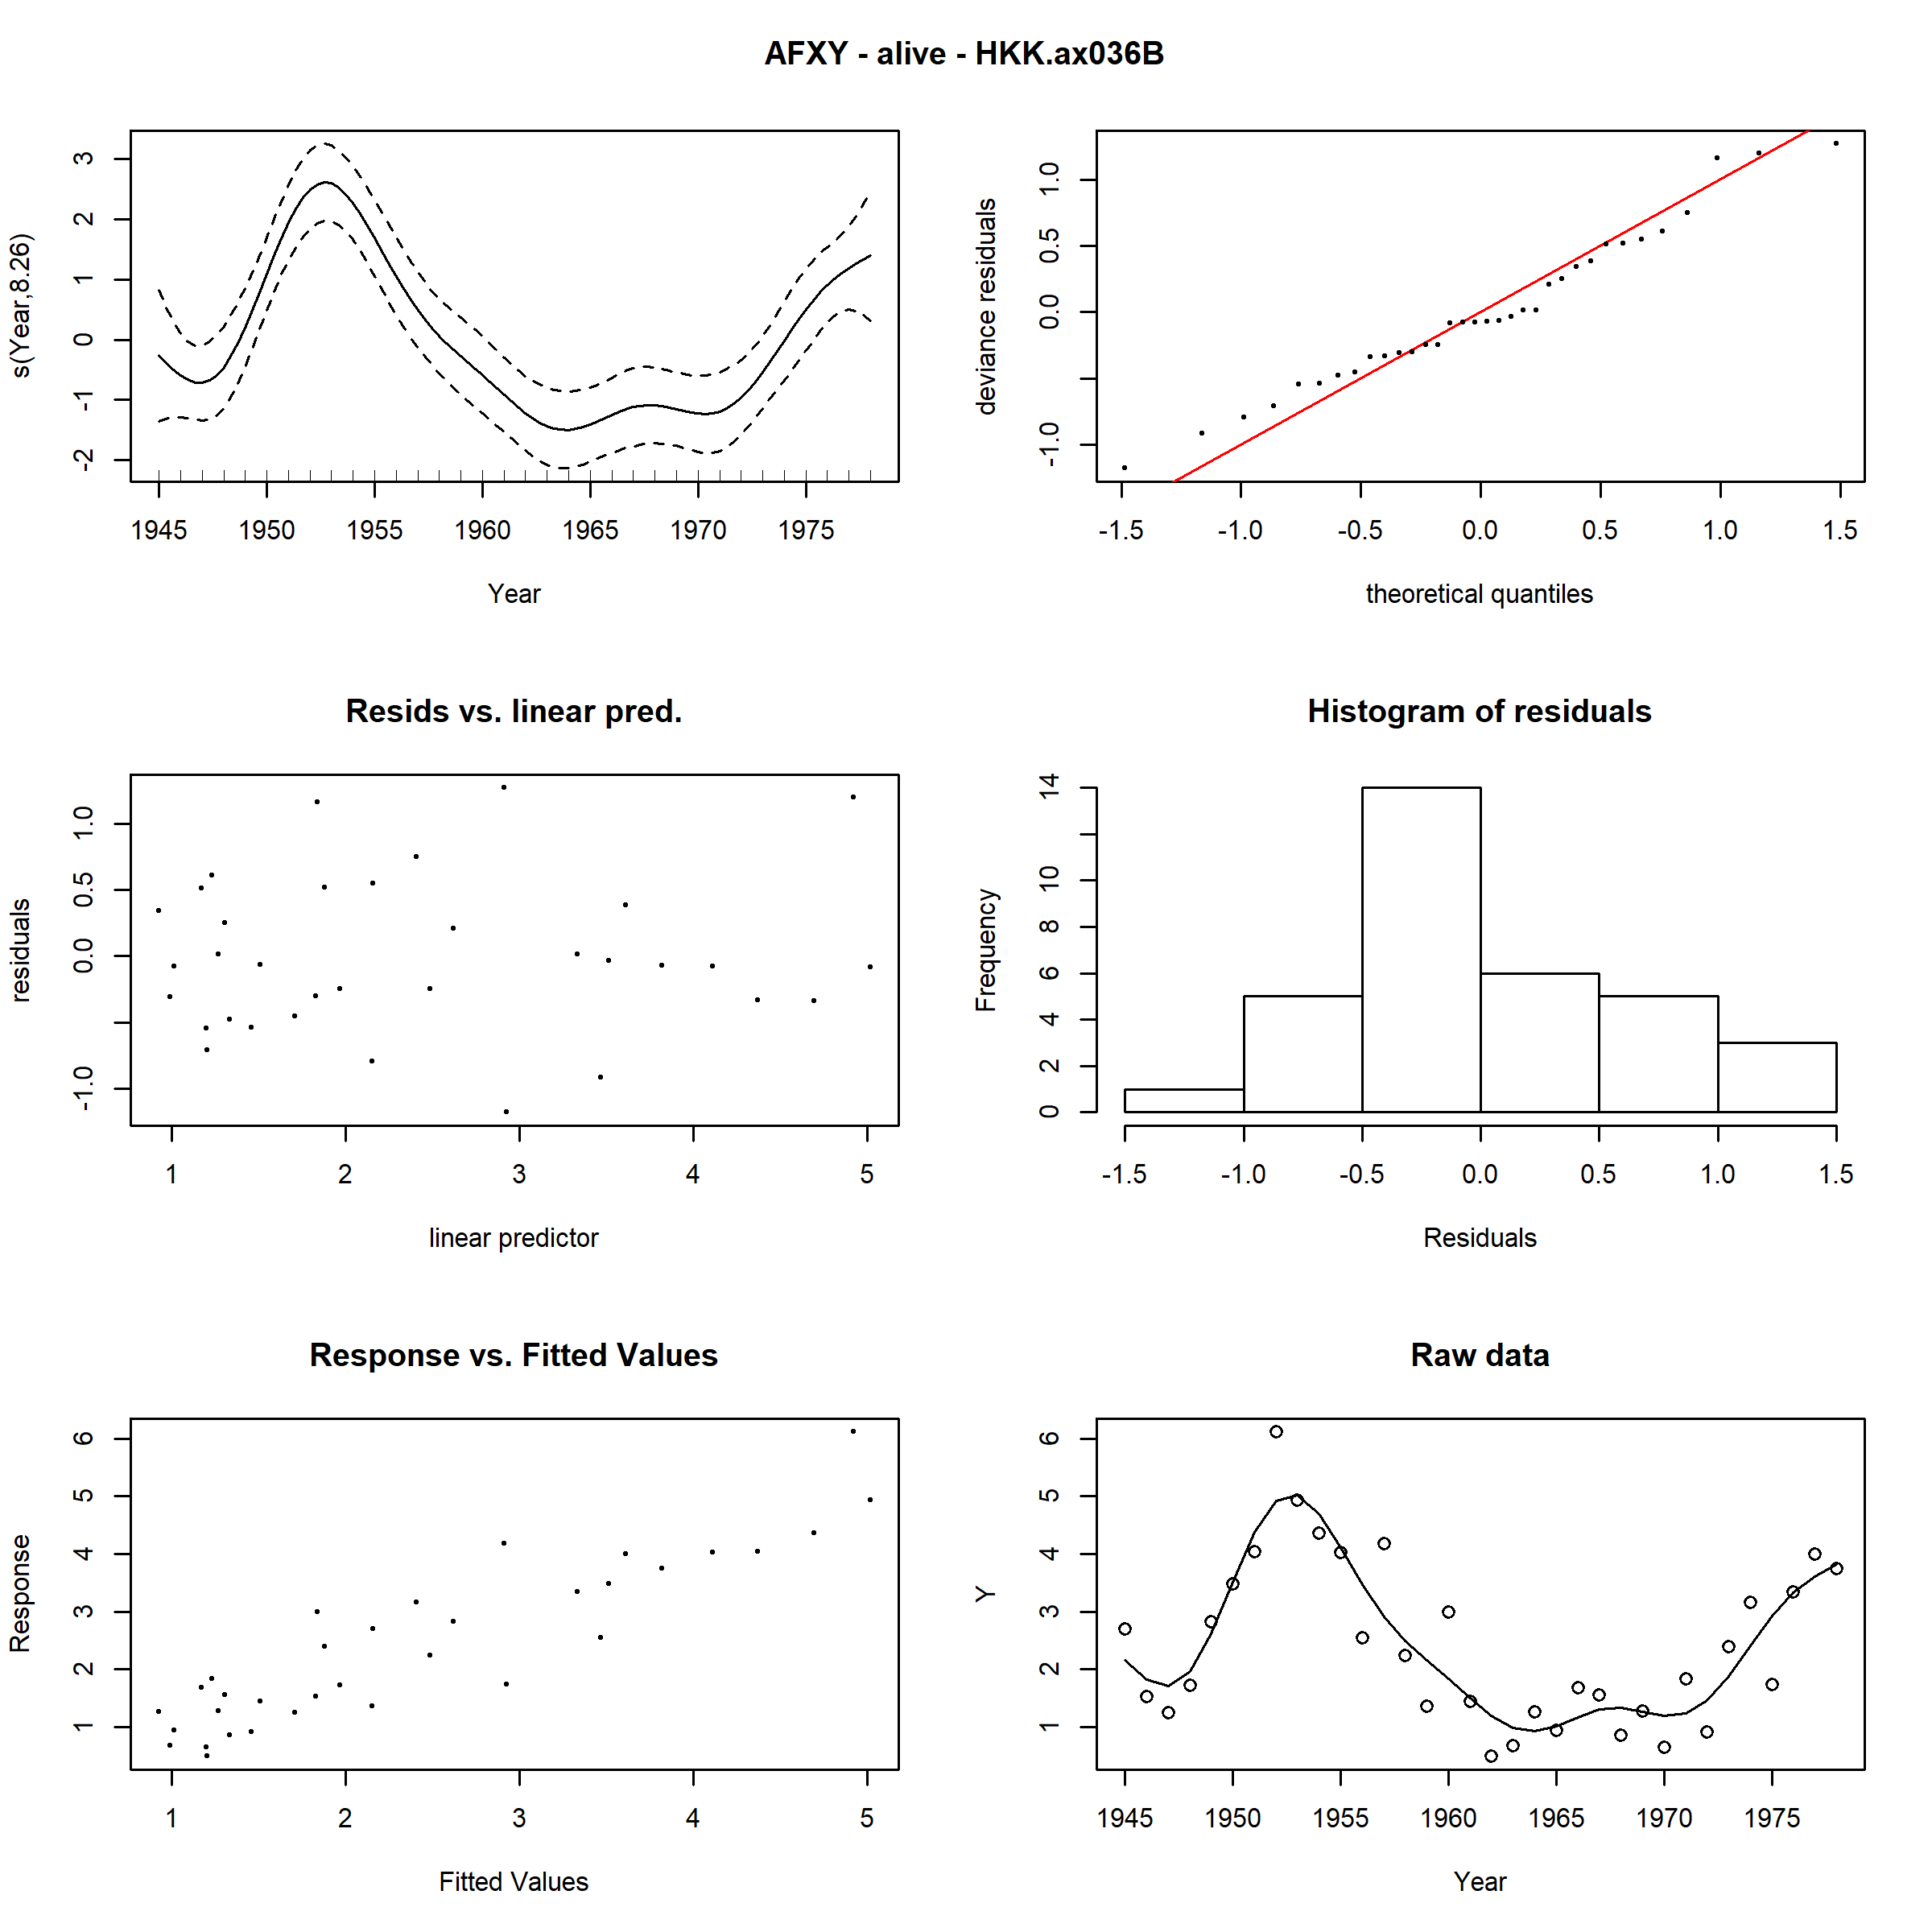 AFXY - alive - HKK.ax036B
s(Year,8.26)
3
2
1
0
-1
-2
1945 1950 1955 1960 1965 1970 1975
Year
deviance residuals
1.0
0.5
0.0
-1.0
-1.5 -1.0 -0.5 0.0 0.5 1.0 1.5
theoretical quantiles
Resids vs. linear pred.
residuals
1.0
0.5
0.0
-1.0
1 2 3 4 5
linear predictor
Histogram of residuals
Frequency
14
10
8
6
4
2
0
-1.5 -1.0 -0.5 0.0 0.5 1.0 1.5
Residuals
Response vs. Fitted Values
Response
6
5
4
3
2
1
1 2 3 4 5
Fitted Values
Raw data
Y
6
5
4
3
2
1
1945 1950 1955 1960 1965 1970 1975
Year